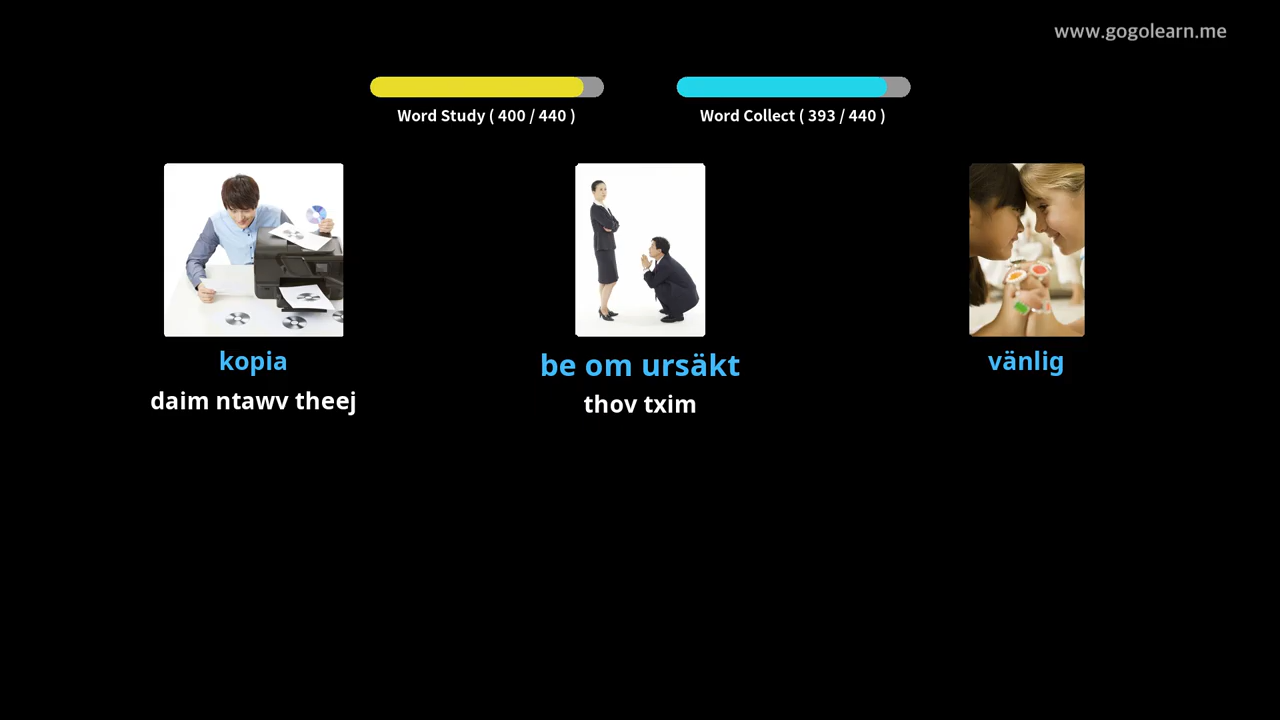 www.gogolearn.me
Word Study ( 400 / 440 )
Word Collect ( 393 / 440 )
kopia
daim ntawv theej
be om ursäkt
thov txim
vänlig